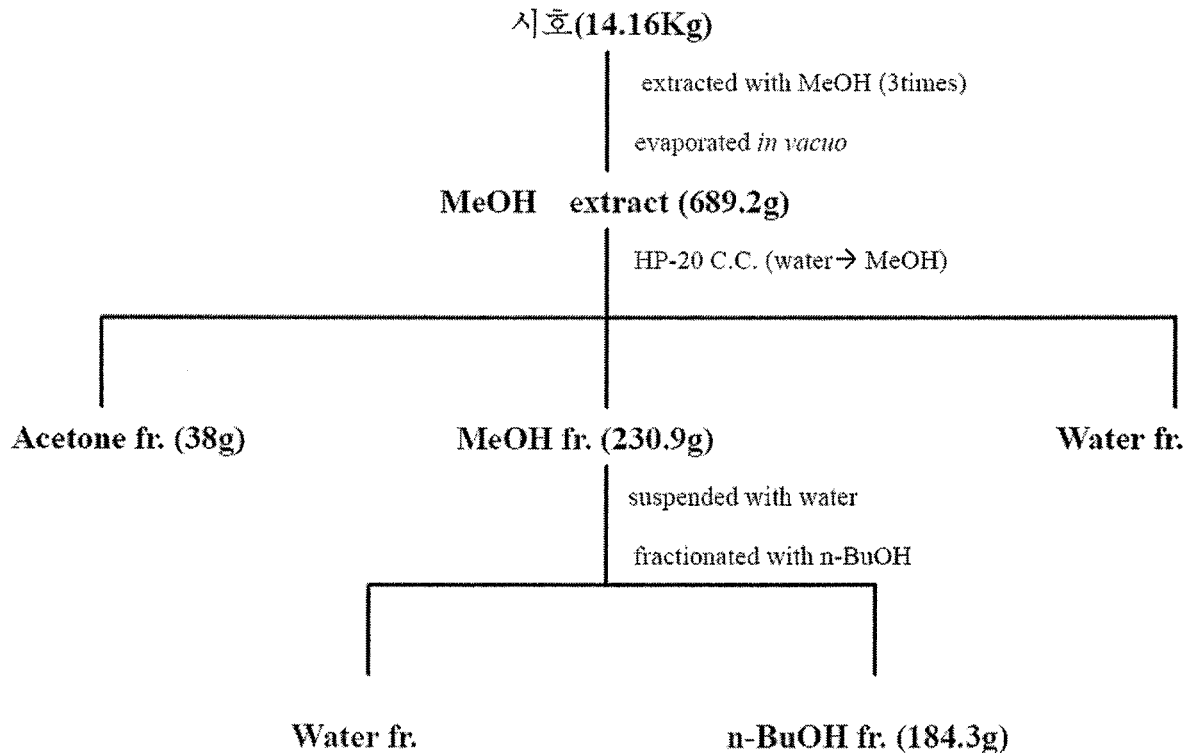 시호(14.16Kg)
extracted with MeOH (3times)
evaporated in vacuo
MeOH extract (689.2g)
HP-20 C.C. (water→ MeOH)
Acetone fr. (38g)
MeOH fr. (230.9g)
Water fr.
suspended with water
fractionated with n-BuOH
Water fr.
n-BuOH fr. (184.3g)